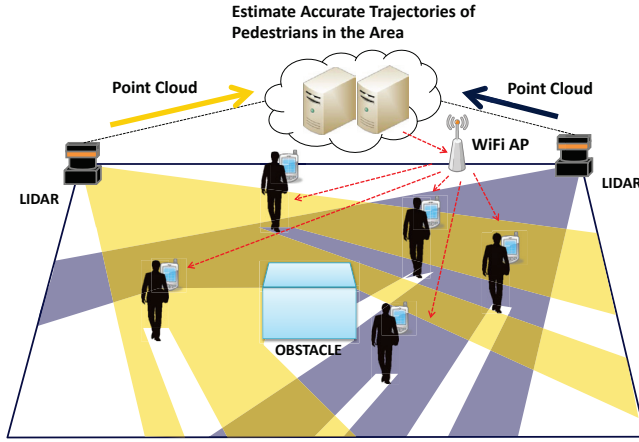 Estimate Accurate Trajectories of
Pedestrians in the Area
Point Cloud
Point Cloud
WiFi AP
LIDAR
LIDAR
OBSTACLE